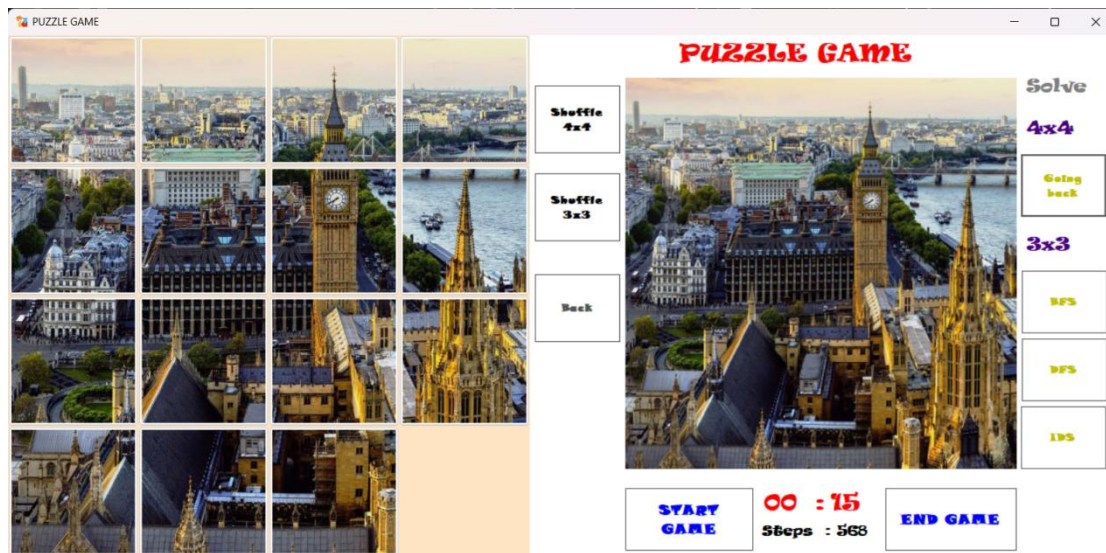 PUZZLE GAME
PUZZLE GAME
Shuffle
4x4
Shuffle
3x3
Back
Solve
4x4
Going
back
3x3
BFS
DFS
IDS
START
GAME
00 : 15
Steps : 568
END GAME